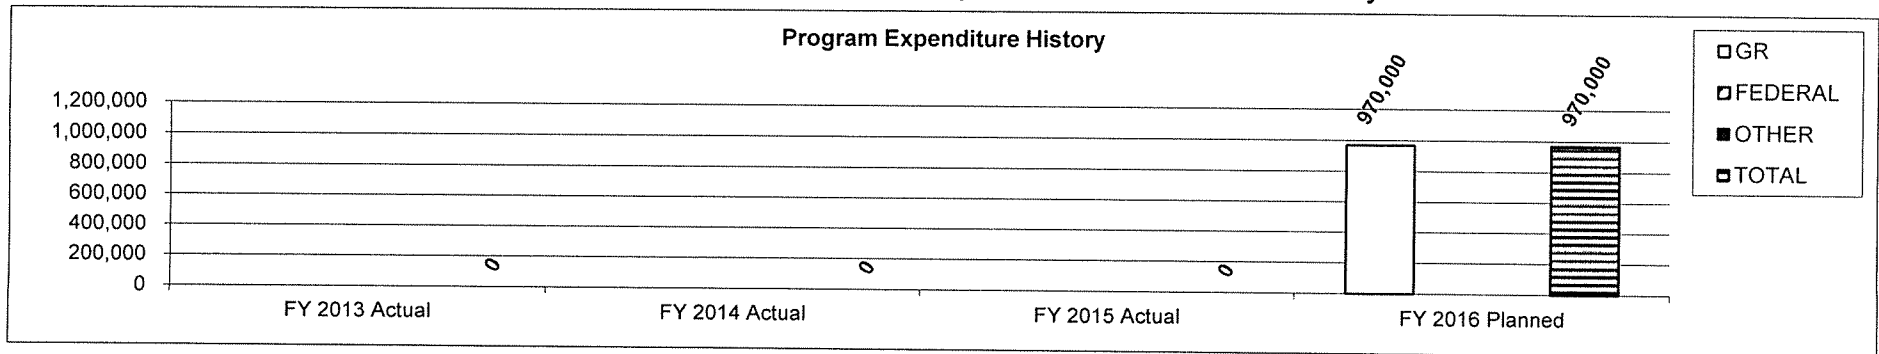 Program Expenditure History
GR
FEDERAL
OTHER
TOTAL
970,000
970,000
1,200,000
1,000,000
800,000
600,000
400,000
200,000
0
0
0
0
FY 2013 Actual
FY 2014 Actual
FY 2015 Actual
FY 2016 Planned